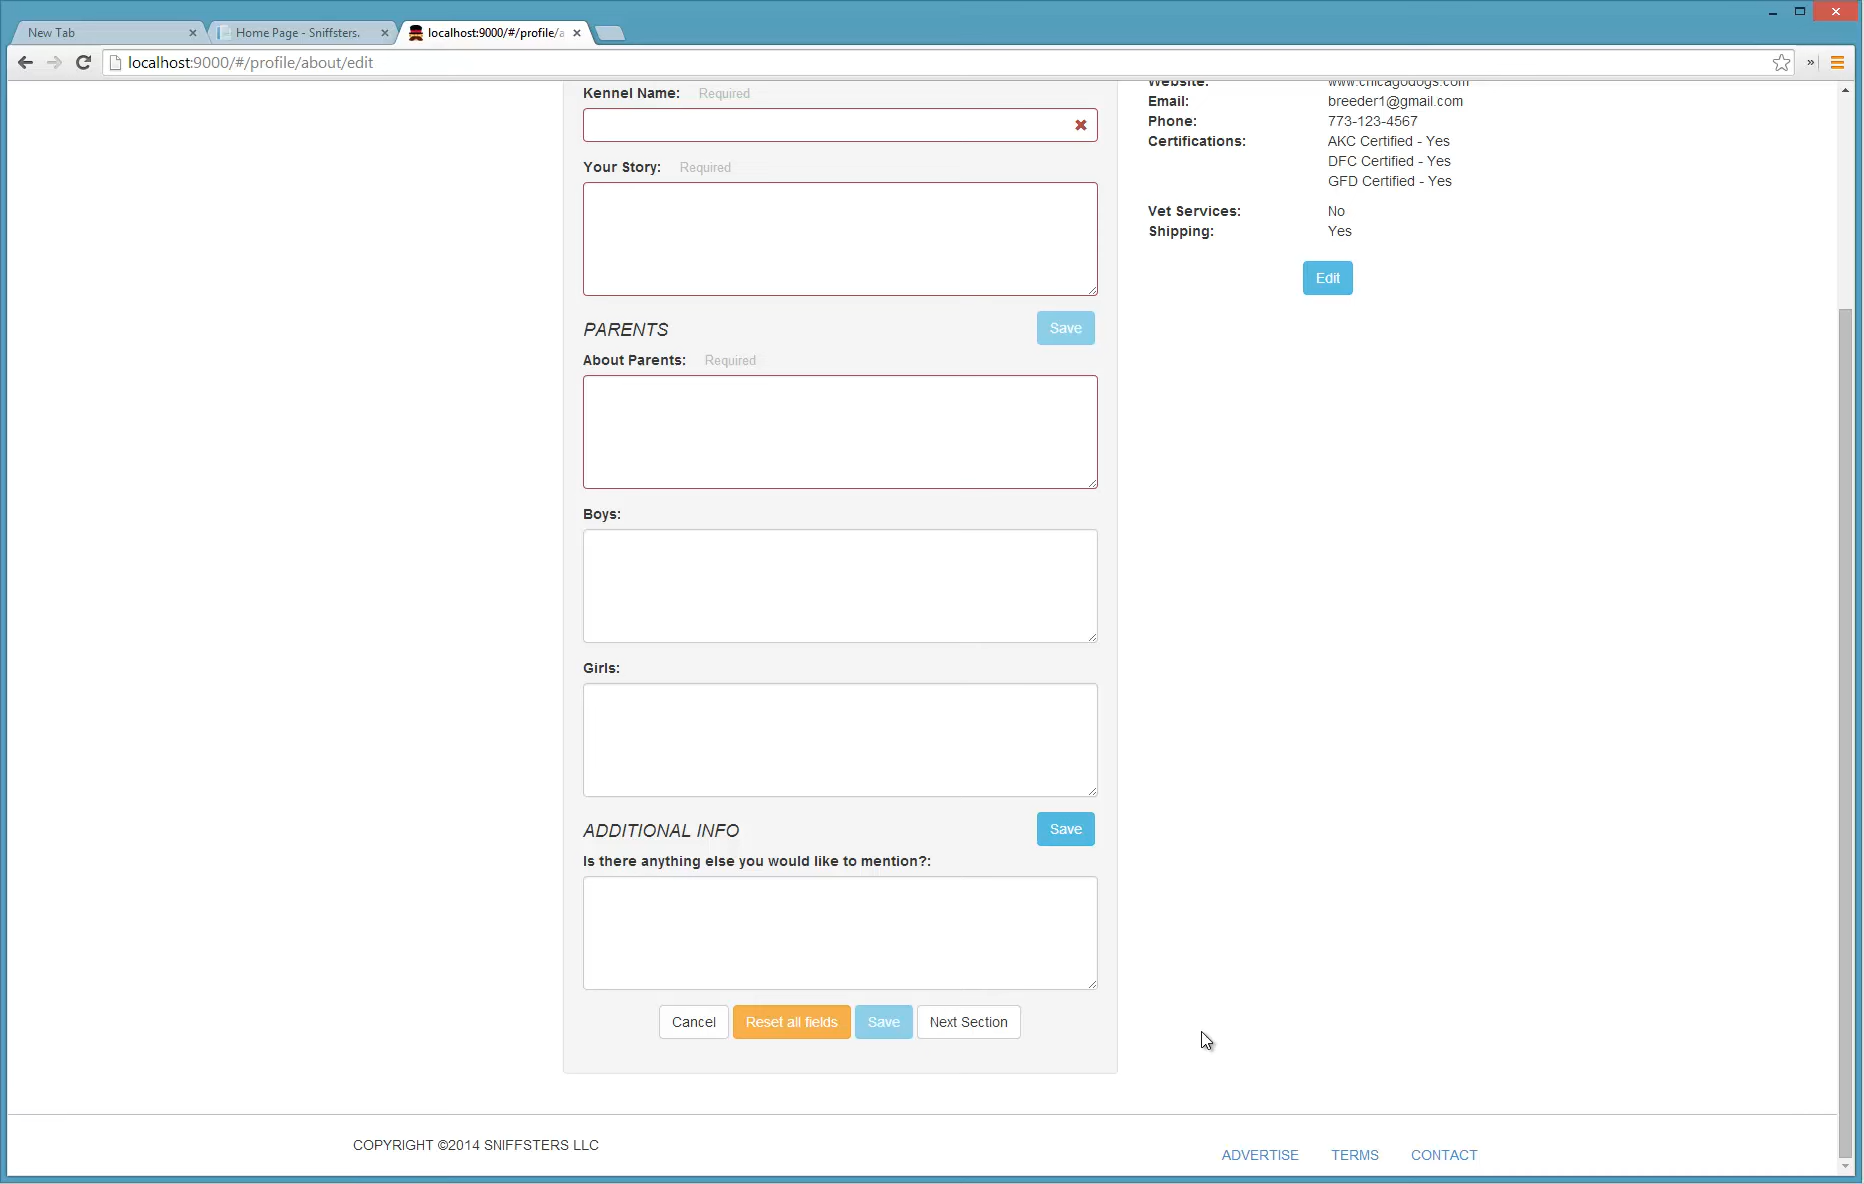 New Tab
Home Page - Sniffsters.
localhost:9000/#/profile/a
localhost:9000/#/profile/about/edit
»
Kennel Name: Required
Your Story: Required
PARENTS
Save
About Parents: Required
Boys:
Girls:
ADDITIONAL INFO
Save
Is there anything else you would like to mention?:
Cancel
Reset all fields
Save
Next Section
Website: www.chicagodogs.com
Email: breeder1@gmail.com
Phone: 773-123-4567
Certifications: AKC Certified - Yes
DFC Certified - Yes
GFD Certified - Yes
Vet Services: No
Shipping: Yes
Edit
COPYRIGHT ©2014 SNIFFSTERS LLC
ADVERTISE TERMS CONTACT